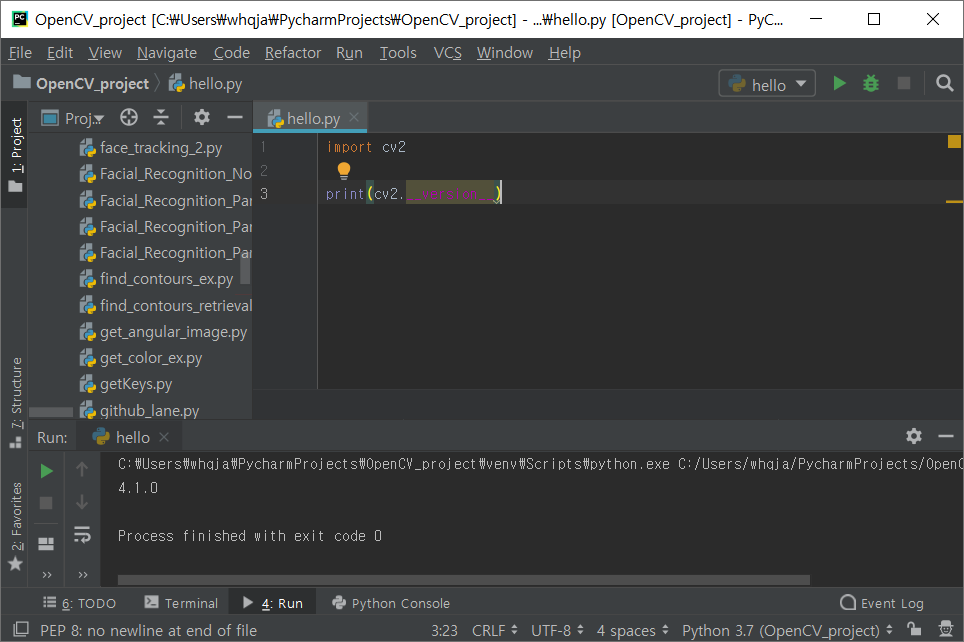 OpenCV_project [C:₩Users₩whqja₩PycharmProjects₩OpenCV_project] - ...₩hello.py [OpenCV_project] - PyC...
File Edit View Navigate Code Refactor Run Tools VCS Window Help
OpenCV_project hello.py hello
1: Project
Proj..
hello.py
face_tracking_2.py
Facial_Recognition_No
Facial_Recognition_Par
Facial_Recognition_Par
Facial_Recognition_Par
find_contours_ex.py
find_contours_retrieval
get_angular_image.py
get_color_ex.py
getKeys.py
github_lane.py
1 import cv2
2
3 print(cv2. )
7: Structure
2: Favorites
Run: hello
C:₩Users₩whqja₩PycharmProjects₩OpenCV_project₩venv₩Scripts₩python.exe C:/Users/whqja/PycharmProjects/OpenC
4.1.0
Process finished with exit code 0
6: TODO Terminal 4: Run Python Console Event Log
PEP 8: no newline at end of file 3:23 CRLF UTF-8 4 spaces Python 3.7 (OpenCV_project)